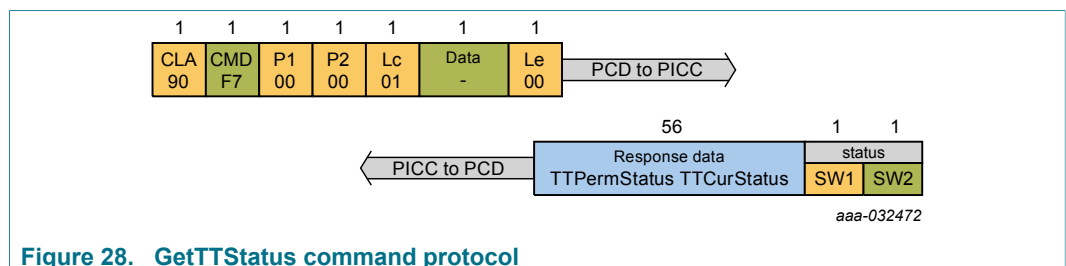 1 1 1 1 1 1 1
CLA CMD P1 P2 Lc Data Le
90 F7 00 00 01 - 00
PCD to PICC
56 1 1
Response data status
PICC to PCD
TTPermStatus TTCurStatus SW1 SW2
aaa-032472
Figure 28. GetTTStatus command protocol